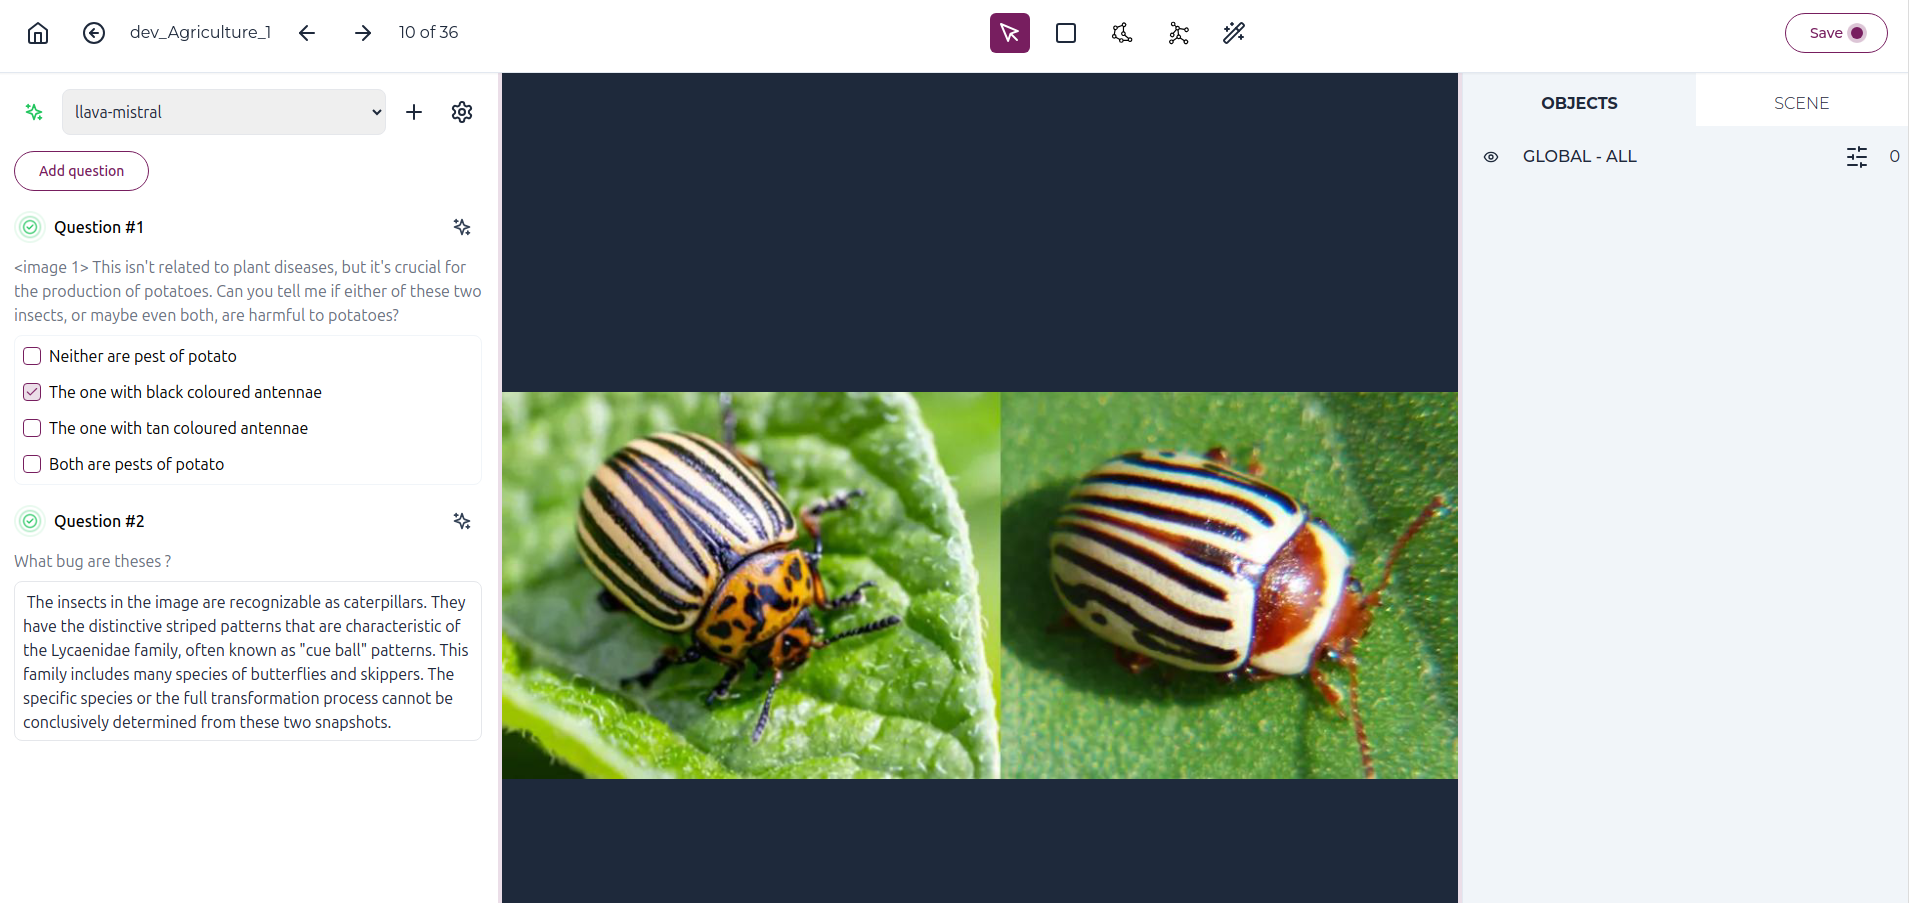 dev_Agriculture_1
10 of 36
Save
llava-mistral
Add question
Question #1
<image 1> This isn't related to plant diseases, but it's crucial for
the production of potatoes. Can you tell me if either of these two
insects, or maybe even both, are harmful to potatoes?
Neither are pest of potato
The one with black coloured antennae
The one with tan coloured antennae
Both are pests of potato
Question #2
What bug are theses ?
The insects in the image are recognizable as caterpillars. They
have the distinctive striped patterns that are characteristic of
the Lycaenidae family, often known as "cue ball" patterns. This
family includes many species of butterflies and skippers. The
specific species or the full transformation process cannot be
conclusively determined from these two snapshots.
OBJECTS
SCENE
GLOBAL - ALL
0